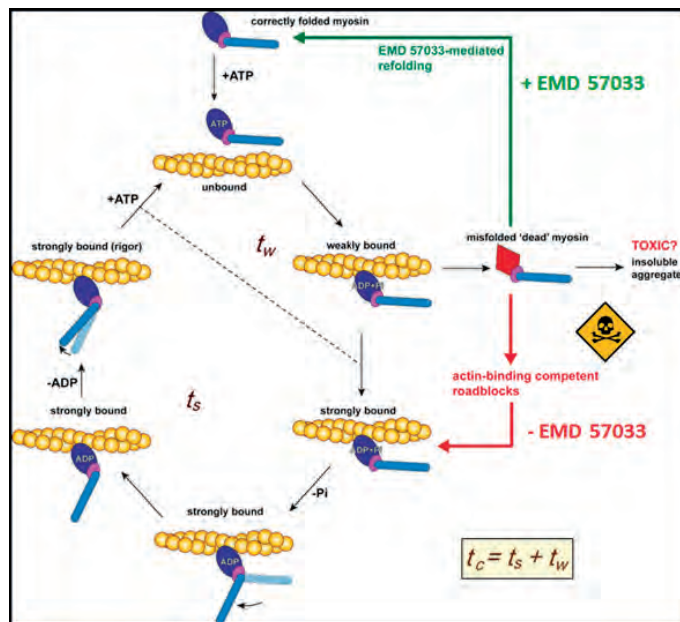 correctly folded myosin
EMD 57033-mediated
refolding
+ EMD 57033
+ATP
ATP
unbound
+ATP
strongly bound (rigor)
t_w
weakly bound
ADP+Pi
misfolded 'dead' myosin
TOXIC?
insoluble
aggregate
-ADP
t_s
actin-binding competent
roadblocks
- EMD 57033
strongly bound
ADP
strongly bound
ADP+Pi
-Pi
strongly bound
ADP
t_c = t_s + t_w